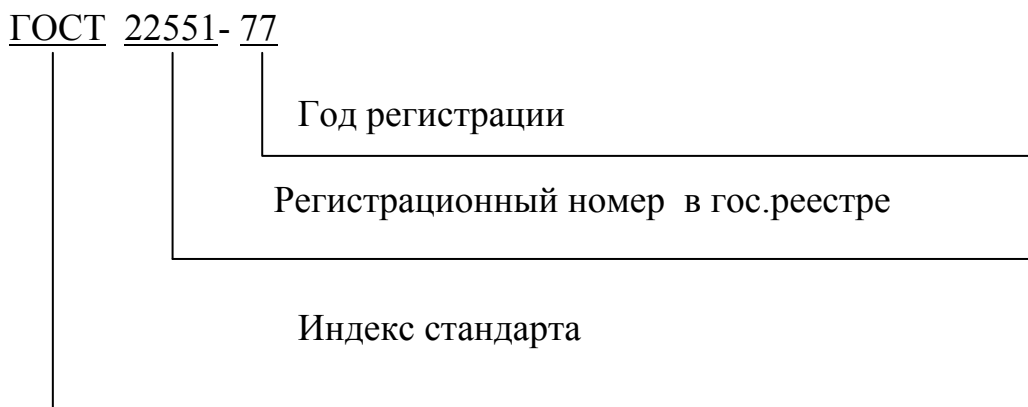 ГОСТ 22551- 77
Год регистрации
Регистрационный номер в гос.реестре
Индекс стандарта